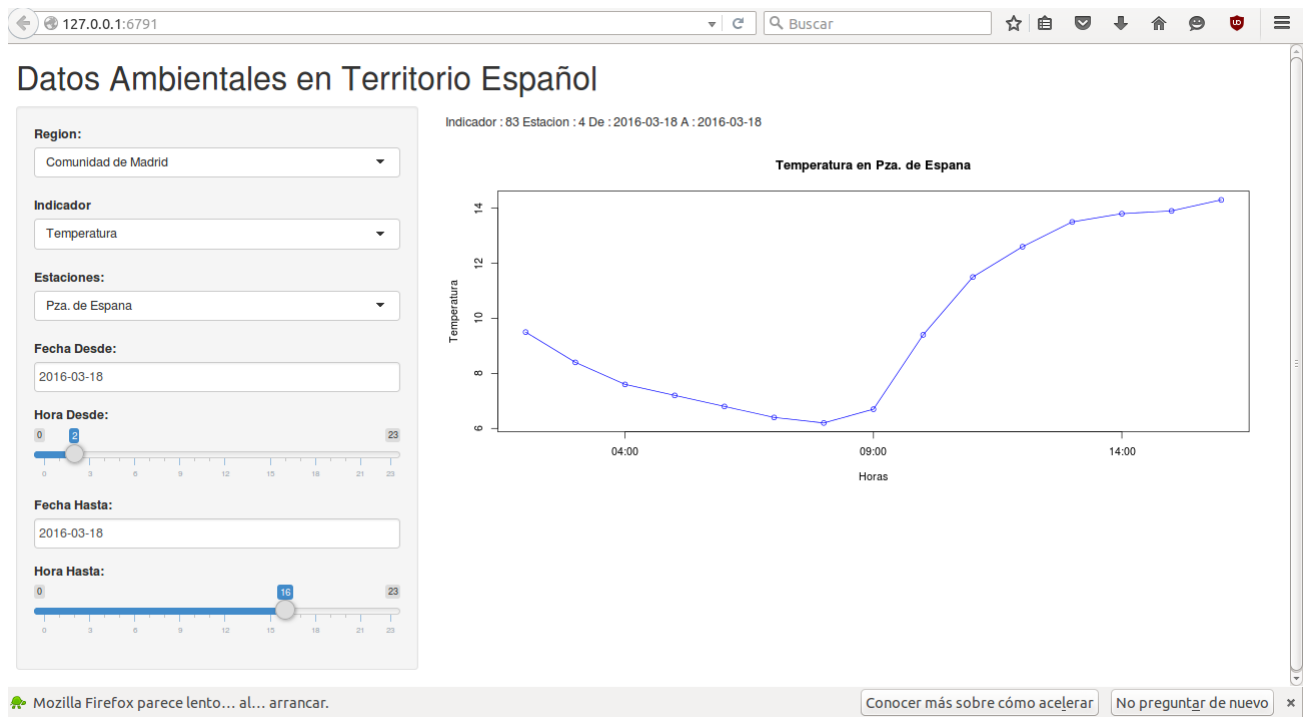 127.0.0.1:6791
Buscar
Datos Ambientales en Territorio Español
Region:
Comunidad de Madrid
Indicador
Temperatura
Estaciones:
Pza. de Espana
Fecha Desde:
2016-03-18
Hora Desde:
0 2 23
0 3 6 9 12 15 18 21 23
Fecha Hasta:
2016-03-18
Hora Hasta:
0 16 23
0 3 6 9 12 15 18 21 23
Indicador : 83 Estacion : 4 De : 2016-03-18 A : 2016-03-18
Temperatura en Pza. de Espana
Temperatura
14
12
10
8
6
04:00 09:00 14:00
Horas
Mozilla Firefox parece lento… al… arrancar.
Conocer más sobre cómo acelerar
No preguntar de nuevo